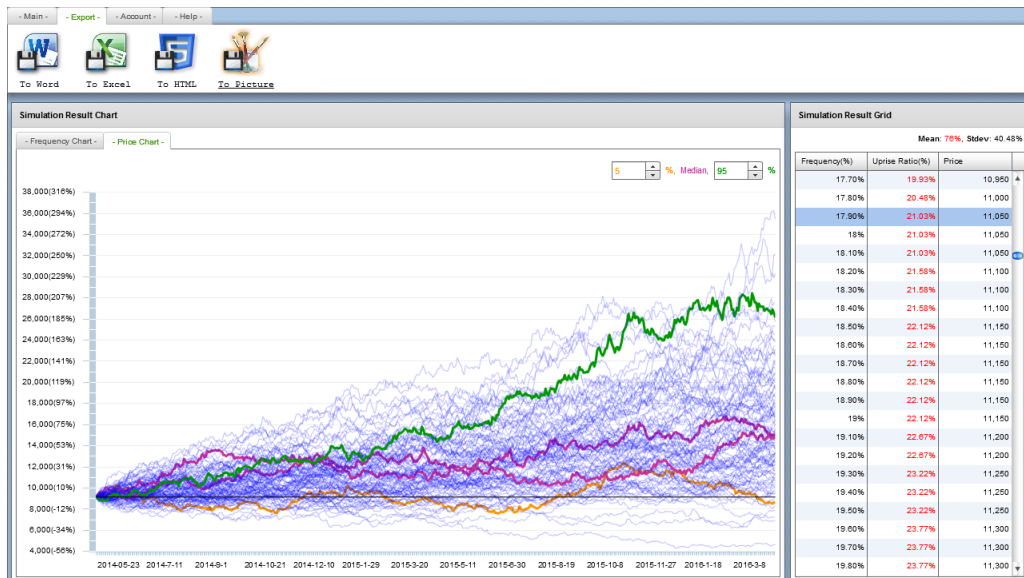 - Main -
- Export -
- Account -
- Help -
To Word
To Excel
To HTML
To Picture
Simulation Result Chart
- Frequency Chart -
- Price Chart -
5 %, Median, 95 %
38,000(316%)
36,000(294%)
34,000(272%)
32,000(250%)
30,000(229%)
28,000(207%)
26,000(185%)
24,000(163%)
22,000(141%)
20,000(119%)
18,000(97%)
16,000(75%)
14,000(53%)
12,000(31%)
10,000(10%)
8,000(-12%)
6,000(-34%)
4,000(-56%)
2014-05-23 2014-7-11 2014-9-1 2014-10-21 2014-12-10 2015-1-29 2015-3-20 2015-5-11 2015-6-30 2015-8-19 2015-10-8 2015-11-27 2016-1-18 2016-3-8
Simulation Result Grid
Mean: 76%, Stdev: 40.48%
Frequency(%) Uprise Ratio(%) Price
17.70% 19.93% 10,950
17.80% 20.48% 11,000
17.90% 21.03% 11,050
18% 21.03% 11,050
18.10% 21.03% 11,050
18.20% 21.58% 11,100
18.30% 21.58% 11,100
18.40% 21.58% 11,100
18.50% 22.12% 11,150
18.60% 22.12% 11,150
18.70% 22.12% 11,150
18.80% 22.12% 11,150
18.90% 22.12% 11,150
19% 22.12% 11,150
19.10% 22.67% 11,200
19.20% 22.67% 11,200
19.30% 23.22% 11,250
19.40% 23.22% 11,250
19.50% 23.22% 11,250
19.60% 23.77% 11,300
19.70% 23.77% 11,300
19.80% 23.77% 11,300